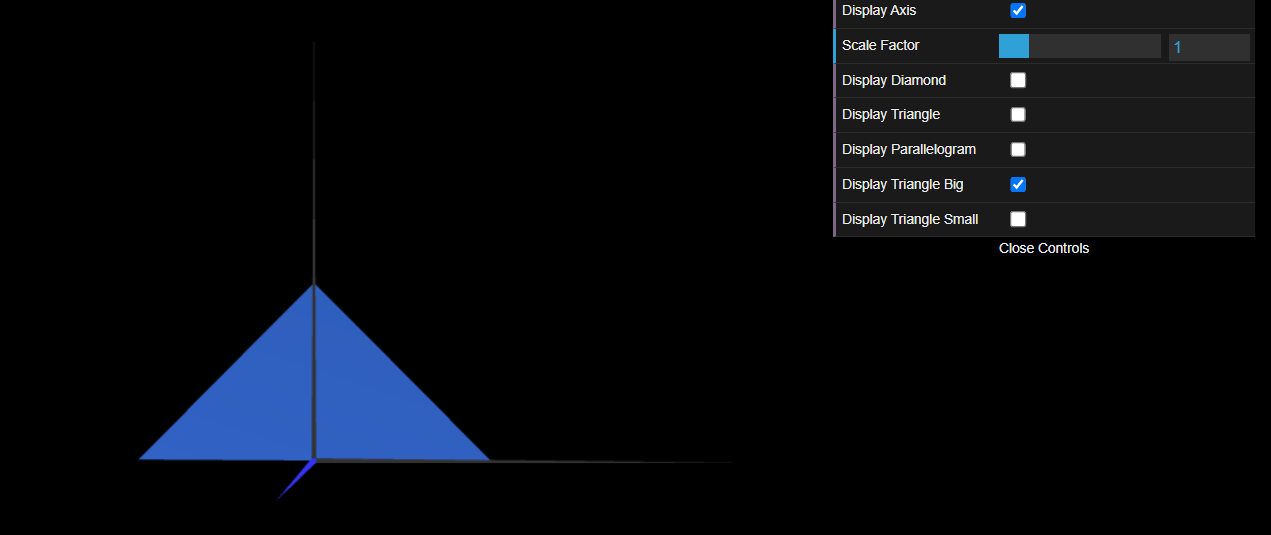 Display Axis
Scale Factor 1
Display Diamond
Display Triangle
Display Parallelogram
Display Triangle Big
Display Triangle Small
Close Controls